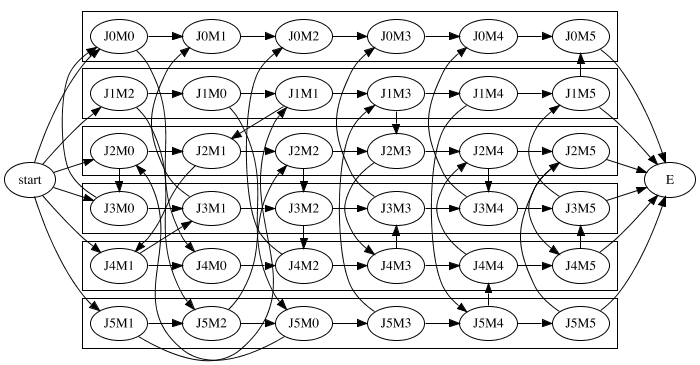 J0M0 J0M1 J0M2 J0M3 J0M4 J0M5
J1M2 J1M0 J1M1 J1M3 J1M4 J1M5
J2M0 J2M1 J2M2 J2M3 J2M4 J2M5
start E
J3M0 J3M1 J3M2 J3M3 J3M4 J3M5
J4M1 J4M0 J4M2 J4M3 J4M4 J4M5
J5M1 J5M2 J5M0 J5M3 J5M4 J5M5